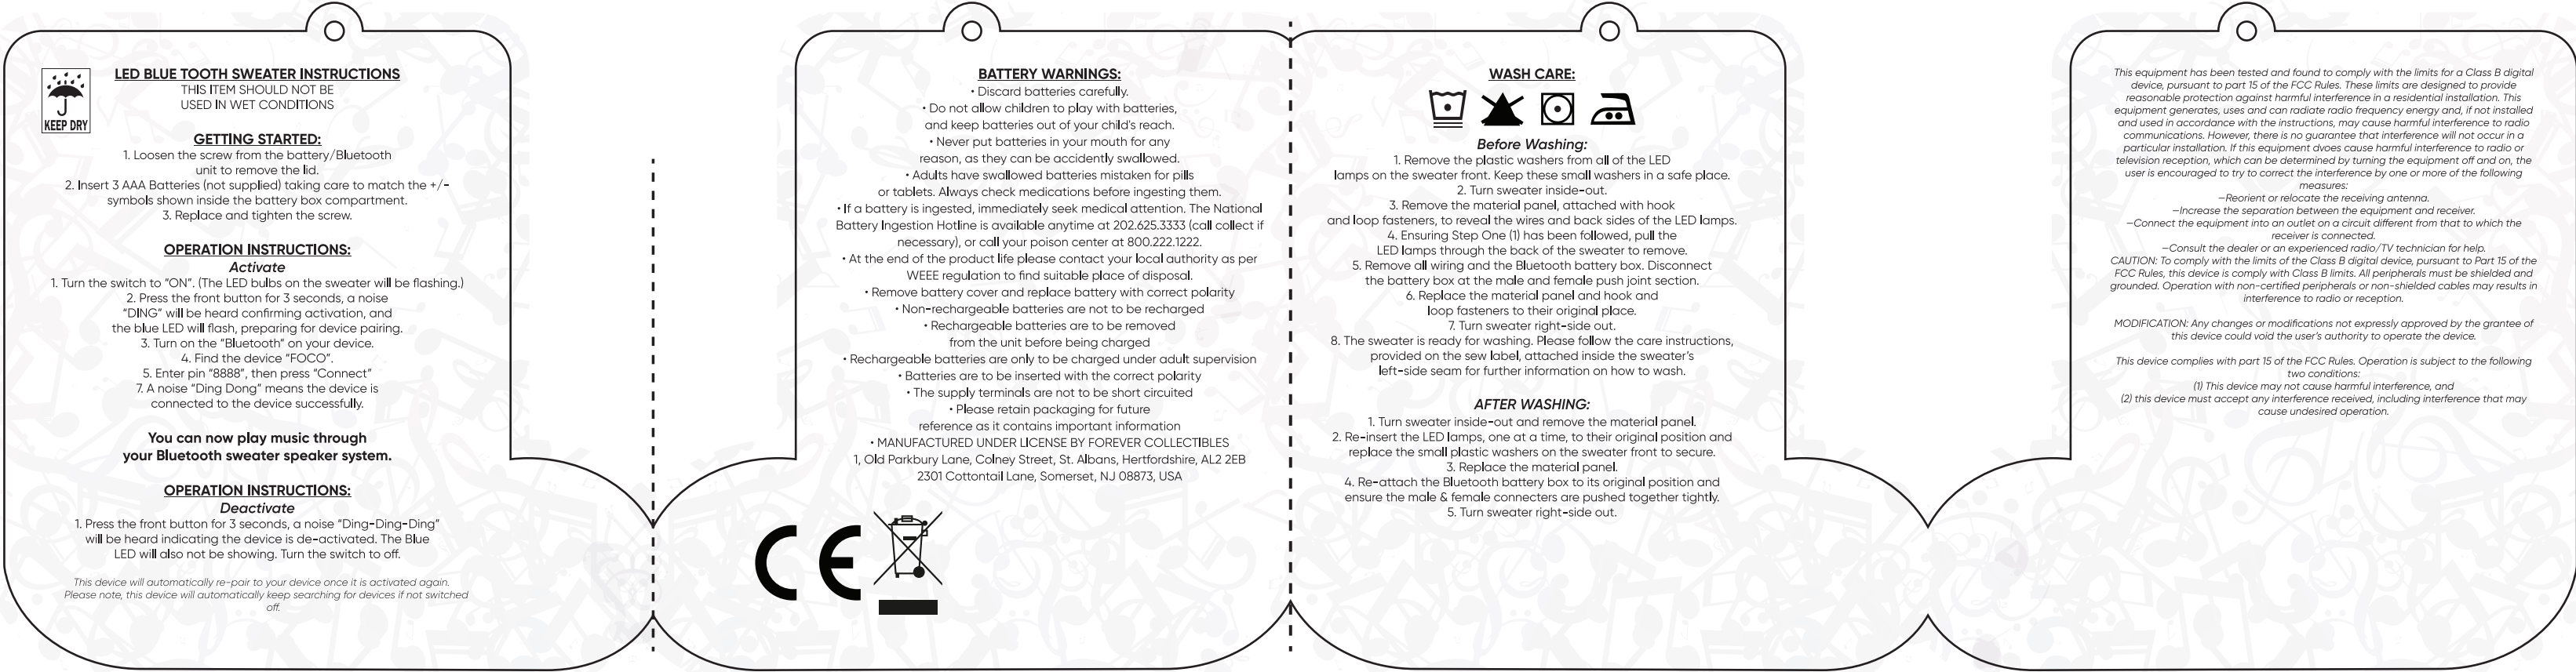 LED BLUE TOOTH SWEATER INSTRUCTIONS
THIS ITEM SHOULD NOT BE
USED IN WET CONDITIONS
KEEP DRY
GETTING STARTED:
1. Loosen the screw from the battery/Bluetooth
unit to remove the lid.
2. Insert 3 AAA Batteries (not supplied) taking care to match the +/-
symbols shown inside the battery box compartment.
3. Replace and tighten the screw.
OPERATION INSTRUCTIONS:
Activate
1. Turn the switch to "ON". (The LED bulbs on the sweater will be flashing.)
2. Press the front button for 3 seconds, a noise
"DING" will be heard confirming activation, and
the blue LED will flash, preparing for device pairing.
3. Turn on the "Bluetooth" on your device.
4. Find the device "FOCO".
5. Enter pin "8888", then press "Connect"
7. A noise "Ding Dong" means the device is
connected to the device successfully.
You can now play music through
your Bluetooth sweater speaker system.
OPERATION INSTRUCTIONS:
Deactivate
1. Press the front button for 3 seconds, a noise "Ding-Ding-Ding"
will be heard indicating the device is de-activated. The Blue
LED will also not be showing. Turn the switch to off.
This device will automatically re-pair to your device once it is activated again.
Please note, this device will automatically keep searching for devices if not switched
off.
BATTERY WARNINGS:
• Discard batteries carefully.
• Do not allow children to play with batteries,
and keep batteries out of your child's reach.
• Never put batteries in your mouth for any
reason, as they can be accidently swallowed.
• Adults have swallowed batteries mistaken for pills
or tablets. Always check medications before ingesting them.
• If a battery is ingested, immediately seek medical attention. The National
Battery Ingestion Hotline is available anytime at 202.625.3333 (call collect if
necessary), or call your poison center at 800.222.1222.
• At the end of the product life please contact your local authority as per
WEEE regulation to find suitable place of disposal.
• Remove battery cover and replace battery with correct polarity
• Non-rechargeable batteries are not to be recharged
• Rechargeable batteries are to be removed
from the unit before being charged
• Rechargeable batteries are only to be charged under adult supervision
• Batteries are to be inserted with the correct polarity
• The supply terminals are not to be short circuited
• Please retain packaging for future
reference as it contains important information
• MANUFACTURED UNDER LICENSE BY FOREVER COLLECTIBLES
1, Old Parkbury Lane, Colney Street, St. Albans, Hertfordshire, AL2 2EB
2301 Cottontail Lane, Somerset, NJ 08873, USA
CE
WASH CARE:
Before Washing:
1. Remove the plastic washers from all of the LED
lamps on the sweater front. Keep these small washers in a safe place.
2. Turn sweater inside-out.
3. Remove the material panel, attached with hook
and loop fasteners, to reveal the wires and back sides of the LED lamps.
4. Ensuring Step One (1) has been followed, pull the
LED lamps through the back of the sweater to remove.
5. Remove all wiring and the Bluetooth battery box. Disconnect
the battery box at the male and female push joint section.
6. Replace the material panel and hook and
loop fasteners to their original place.
7. Turn sweater right-side out.
8. The sweater is ready for washing. Please follow the care instructions,
provided on the sew label, attached inside the sweater's
left-side seam for further information on how to wash.
AFTER WASHING:
1. Turn sweater inside-out and remove the material panel.
2. Re-insert the LED lamps, one at a time, to their original position and
replace the small plastic washers on the sweater front to secure.
3. Replace the material panel.
4. Re-attach the Bluetooth battery box to its original position and
ensure the male & female connecters are pushed together tightly.
5. Turn sweater right-side out.
This equipment has been tested and found to comply with the limits for a Class B digital
device, pursuant to part 15 of the FCC Rules. These limits are designed to provide
reasonable protection against harmful interference in a residential installation. This
equipment generates, uses and can radiate radio frequency energy and, if not installed
and used in accordance with the instructions, may cause harmful interference to radio
communications. However, there is no guarantee that interference will not occur in a
particular installation. If this equipment dvoes cause harmful interference to radio or
television reception, which can be determined by turning the equipment off and on, the
user is encouraged to try to correct the interference by one or more of the following
measures:
—Reorient or relocate the receiving antenna.
—Increase the separation between the equipment and receiver.
—Connect the equipment into an outlet on a circuit different from that to which the
receiver is connected.
—Consult the dealer or an experienced radio/TV technician for help.
CAUTION: To comply with the limits of the Class B digital device, pursuant to Part 15 of the
FCC Rules, this device is comply with Class B limits. All peripherals must be shielded and
grounded. Operation with non-certified peripherals or non-shielded cables may results in
interference to radio or reception.
MODIFICATION: Any changes or modifications not expressly approved by the grantee of
this device could void the user's authority to operate the device.
This device complies with part 15 of the FCC Rules. Operation is subject to the following
two conditions:
(1) This device may not cause harmful interference, and
(2) this device must accept any interference received, including interference that may
cause undesired operation.